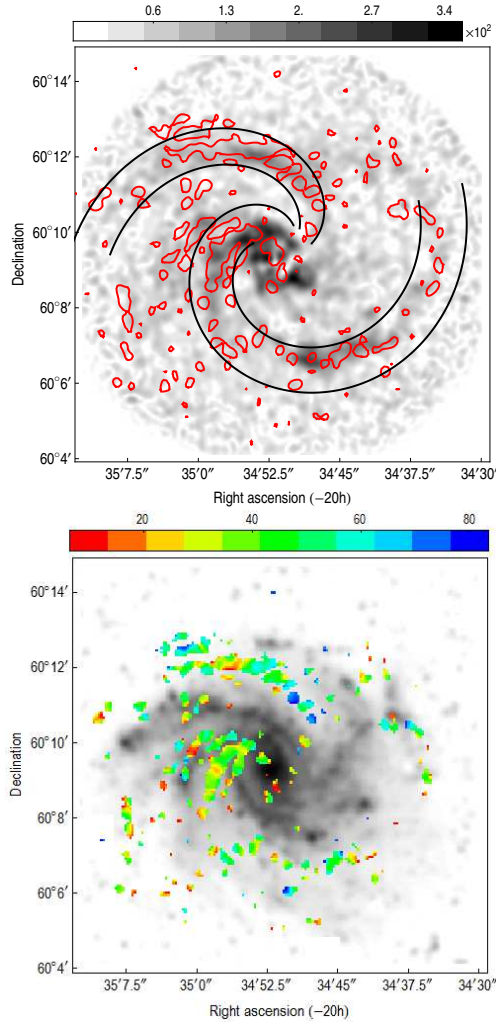 0.6 1.3 2. 2.7 3.4 ×10²
60°14′
60°12′
60°10′
60°8′
60°6′
60°4′
Declination
35′7.5″ 35′0″ 34′52.5″ 34′45″ 34′37.5″ 34′30″
Right ascension (−20h)
20 40 60 80
60°14′
60°12′
60°10′
60°8′
60°6′
60°4′
Declination
35′7.5″ 35′0″ 34′52.5″ 34′45″ 34′37.5″ 34′30″
Right ascension (−20h)